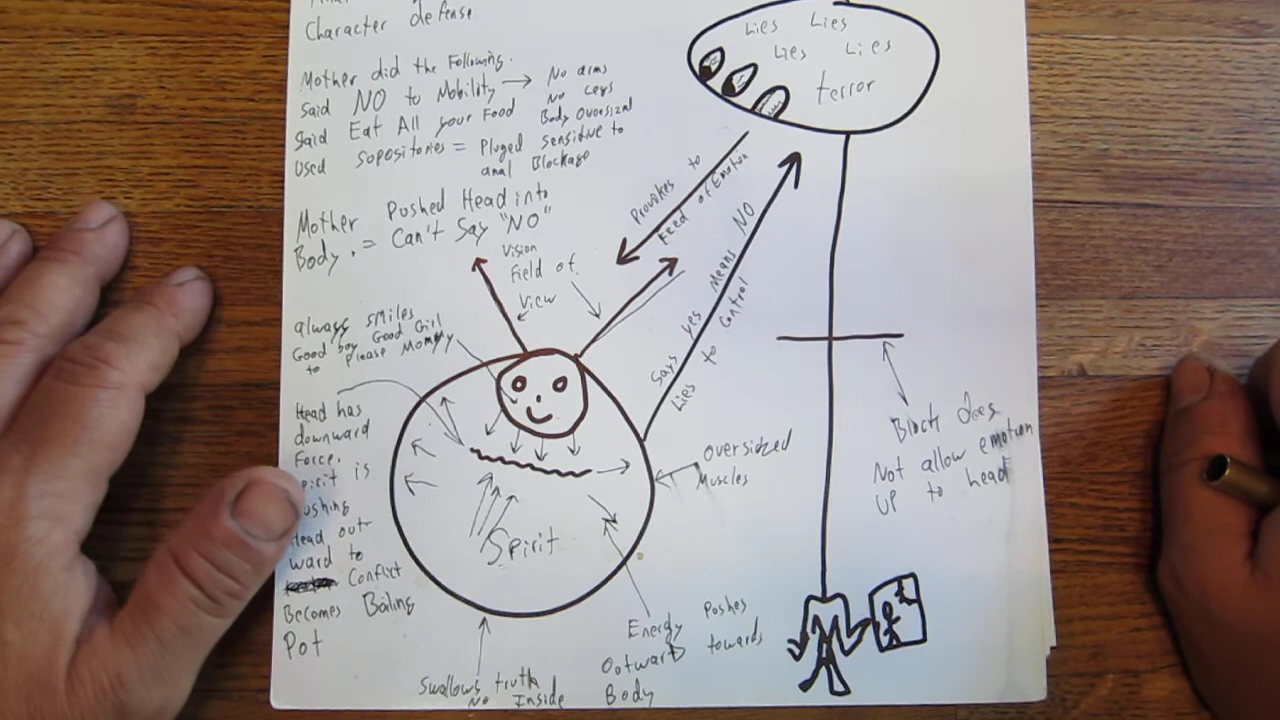 Character defense
Mother did the Following.
Said NO to Mobility → No arms
No Legs
Said Eat All your Food Body Oversized
Used Sopositories = Pluged sensitive to
anal Blockage
Mother Pushed Head into
Body. = Can't Say "NO"
Vision
Field of
View
always smiles
Good boy Good Girl
to Please Mommy
Head has
downward
Force.
pirit is
ushing
Head out-
ward to
Conflict
Becomes Boiling
Pot
Spirit
Swallows truth
No Inside
Energy Poshes
Ootward towards
Body
oversized
Muscles
Says yes Means NO
Lies to Control
Provokes to
Feed of Emotion
Lies Lies
Lies Lies
terror
Block does
Not allow emotion
UP to head